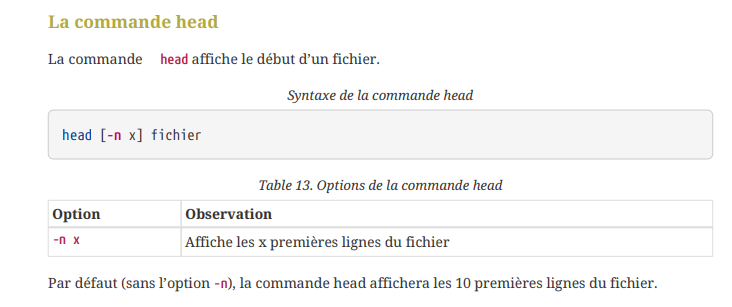 La commande head
La commande head affiche le début d'un fichier.
Syntaxe de la commande head
head [-n x] fichier
Table 13. Options de la commande head
Option Observation
-n x Affiche les x premières lignes du fichier
Par défaut (sans l'option -n), la commande head affichera les 10 premières lignes du fichier.